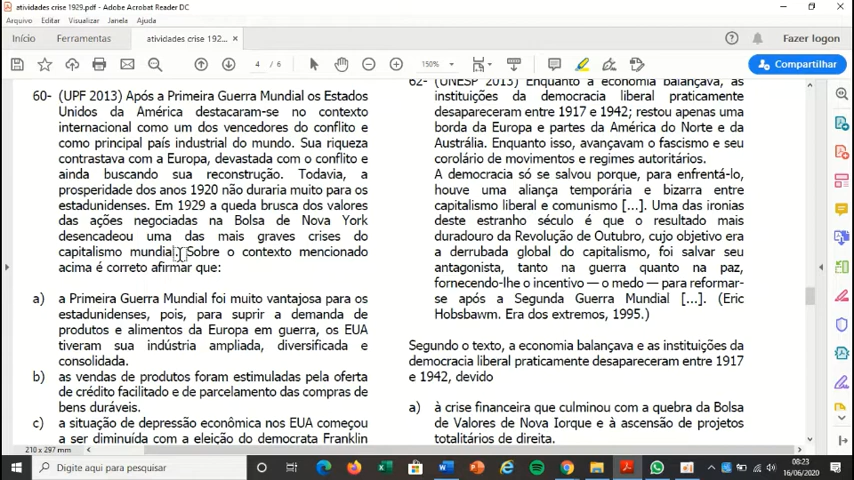 atividades crise 1929.pdf - Adobe Acrobat Reader DC
Arquivo Editar Visualizar Janela Ajuda
Início Ferramentas atividades crise 192... × Fazer logon
4 / 6 150% Compartilhar
60- (UPF 2013) Após a Primeira Guerra Mundial os Estados
Unidos da América destacaram-se no contexto
internacional como um dos vencedores do conflito e
como principal país industrial do mundo. Sua riqueza
contrastava com a Europa, devastada com o conflito e
ainda buscando sua reconstrução. Todavia, a
prosperidade dos anos 1920 não duraria muito para os
estadunidenses. Em 1929 a queda brusca dos valores
das ações negociadas na Bolsa de Nova York
desencadeou uma das mais graves crises do
capitalismo mundial. Sobre o contexto mencionado
acima é correto afirmar que:
a) a Primeira Guerra Mundial foi muito vantajosa para os
estadunidenses, pois, para suprir a demanda de
produtos e alimentos da Europa em guerra, os EUA
tiveram sua indústria ampliada, diversificada e
consolidada.
b) as vendas de produtos foram estimuladas pela oferta
de crédito facilitado e de parcelamento das compras de
bens duráveis.
c) a situação de depressão econômica nos EUA começou
a ser diminuída com a eleição do democrata Franklin
62- (UNESP 2013) Enquanto a economia balançava, as
instituições da democracia liberal praticamente
desapareceram entre 1917 e 1942; restou apenas uma
borda da Europa e partes da América do Norte e da
Austrália. Enquanto isso, avançavam o fascismo e seu
corolário de movimentos e regimes autoritários.
A democracia só se salvou porque, para enfrentá-lo,
houve uma aliança temporária e bizarra entre
capitalismo liberal e comunismo [...]. Uma das ironias
deste estranho século é que o resultado mais
duradouro da Revolução de Outubro, cujo objetivo era
a derrubada global do capitalismo, foi salvar seu
antagonista, tanto na guerra quanto na paz,
fornecendo-lhe o incentivo — o medo — para reformar-
se após a Segunda Guerra Mundial [...]. (Eric
Hobsbawm. Era dos extremos, 1995.)
Segundo o texto, a economia balançava e as instituições da
democracia liberal praticamente desapareceram entre 1917
e 1942, devido
a) à crise financeira que culminou com a quebra da Bolsa
de Valores de Nova Iorque e à ascensão de projetos
totalitários de direita.
210 x 297 mm
Digite aqui para pesquisar
08:23
16/06/2020